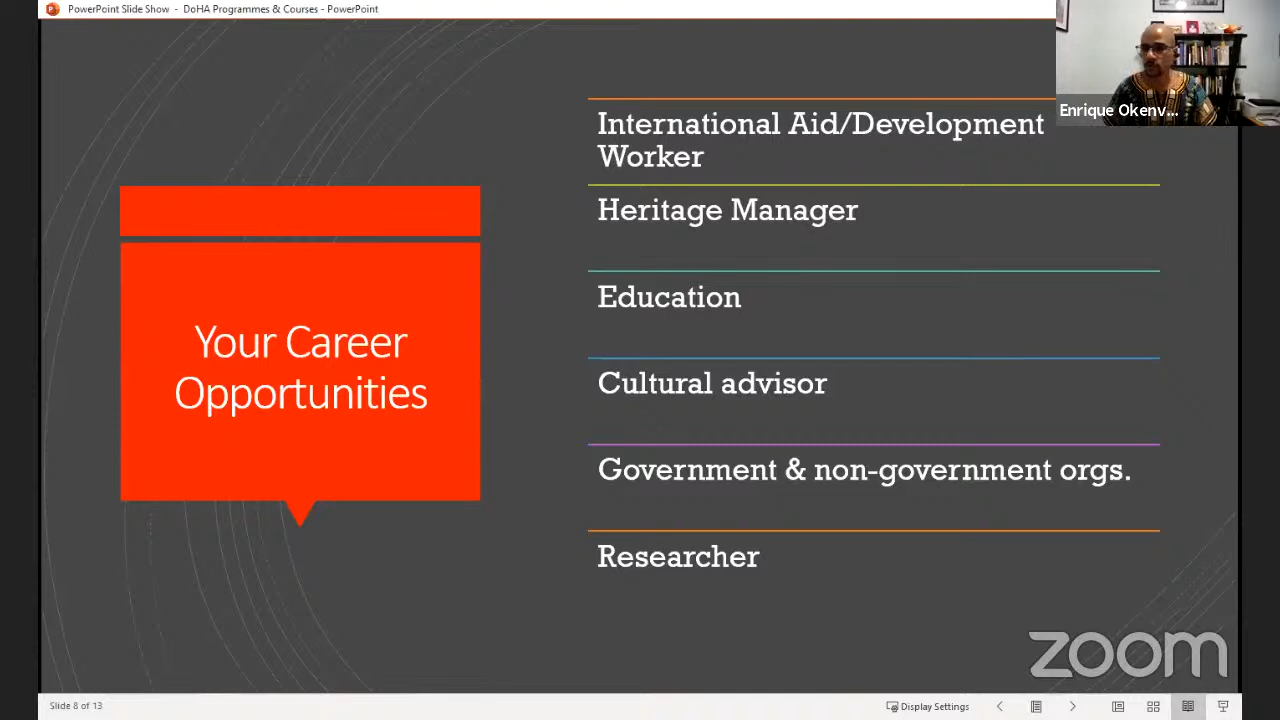 PowerPoint Slide Show - DoHA Programmes & Courses - PowerPoint
Enrique Okenv...
International Aid/Development
Worker
Heritage Manager
Education
Your Career
Opportunities
Cultural advisor
Government & non-government orgs.
Researcher
zoom
Slide 8 of 13
Display Settings